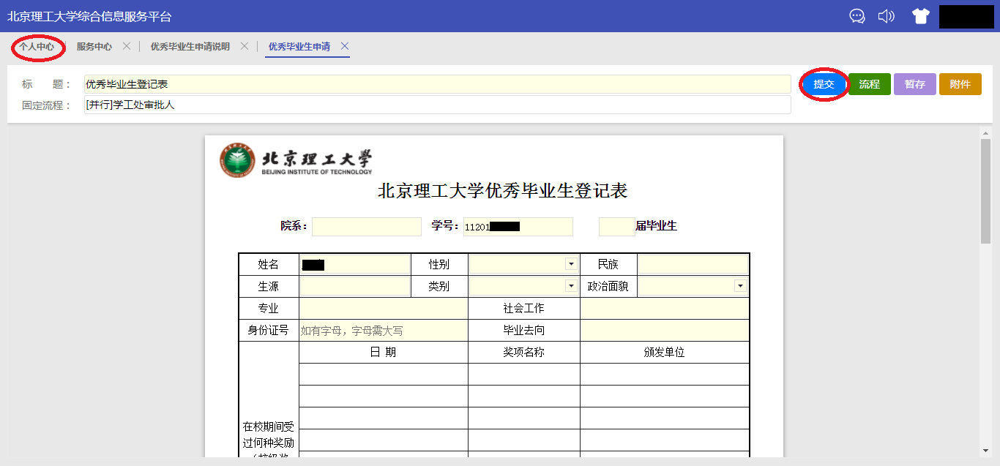 北京理工大学综合信息服务平台
个人中心 服务中心 优秀毕业生申请说明 优秀毕业生申请
标 题： 优秀毕业生登记表 提交 流程 暂存 附件
固定流程： [并行]学工处审批人
北京理工大学
BEIJING INSTITUTE OF TECHNOLOGY
北京理工大学优秀毕业生登记表
院系： 学号： 11201 届毕业生
姓名 性别 民族
生源 类别 政治面貌
专业 社会工作
身份证号 如有字母，字母需大写 毕业去向
日 期 奖项名称 颁发单位
在校期间受
过何种奖励